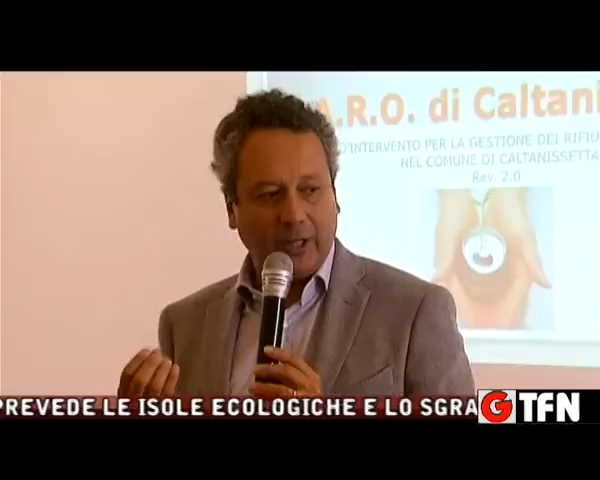 A.R.O. di Caltani
D'INTERVENTO PER LA GESTIONE DEI RIFIU
NEL COMUNE DI CALTANISSETTA
Rev. 2.0
PREVEDE LE ISOLE ECOLOGICHE E LO SGRA
G TFN